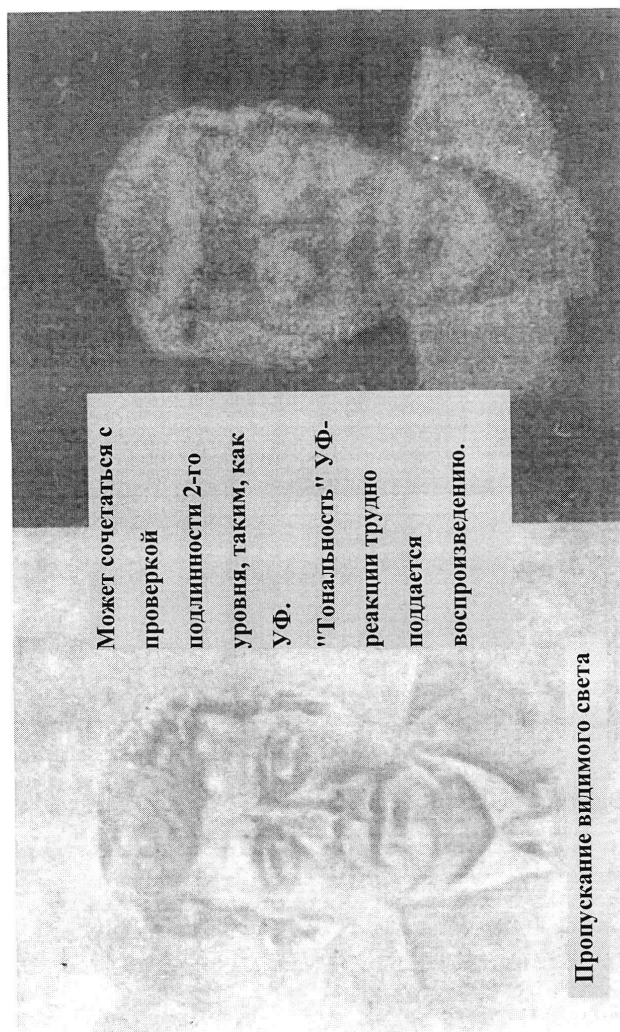 Может сочетаться с
проверкой
подлинности 2-го
уровня, таким, как
УФ.
"Тональность" УФ-
реакции трудно
поддается
воспроизведению.
Пропускание видимого света